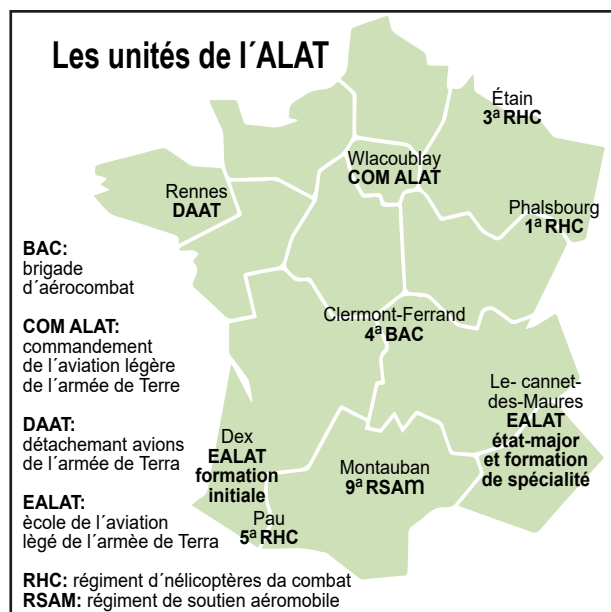 Les unités de l´ALAT
Étain
3ª RHC
Wlacoublay
COM ALAT
Rennes
DAAT
Phalsbourg
1ª RHC
BAC:
brigade
d´aérocombat
Clermont-Ferrand
4ª BAC
COM ALAT:
commandement
de l´aviation légère
de l´armée de Terre
Le- cannet-
des-Maures
EALAT
état-major
et formation
de spécialité
DAAT:
détachemant avions
de l´armée de Terra
Dex
EALAT
formation
initiale
Montauban
9ª RSAm
EALAT:
ècole de l´aviation
lègé de l´armèe de Terra
Pau
5ª RHC
RHC: régiment d´nélicoptères da combat
RSAM: régiment de soutien aéromobile